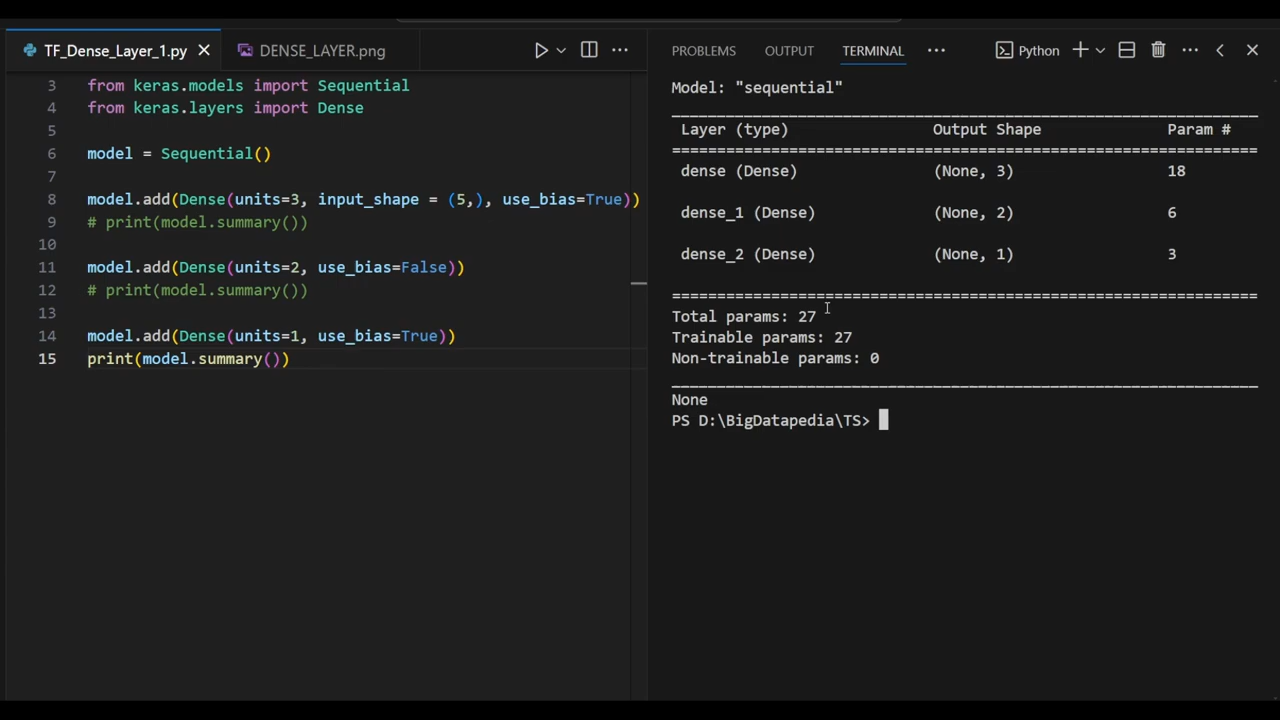 TF_Dense_Layer_1.py
DENSE_LAYER.png
3 from keras.models import Sequential
4 from keras.layers import Dense
5
6 model = Sequential()
7
8 model.add(Dense(units=3, input_shape = (5,), use_bias=True))
9 # print(model.summary())
10
11 model.add(Dense(units=2, use_bias=False))
12 # print(model.summary())
13
14 model.add(Dense(units=1, use_bias=True))
15 print(model.summary())
PROBLEMS OUTPUT TERMINAL ... Python
Model: "sequential"
_________________________________________________________________
Layer (type) Output Shape Param #
=================================================================
dense (Dense) (None, 3) 18
dense_1 (Dense) (None, 2) 6
dense_2 (Dense) (None, 1) 3
=================================================================
Total params: 27
Trainable params: 27
Non-trainable params: 0
_________________________________________________________________
None
PS D:\BigDatapedia\TS>